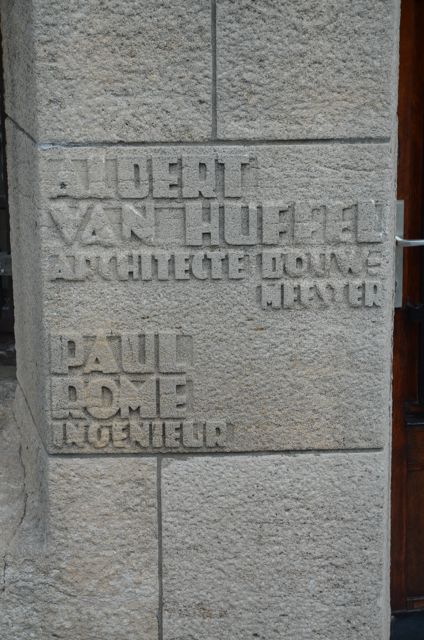 ALBERT
VAN HUFFEL
ARCHITECTE BOUW=
MEESTER
PAUL
ROME
INGENIEUR